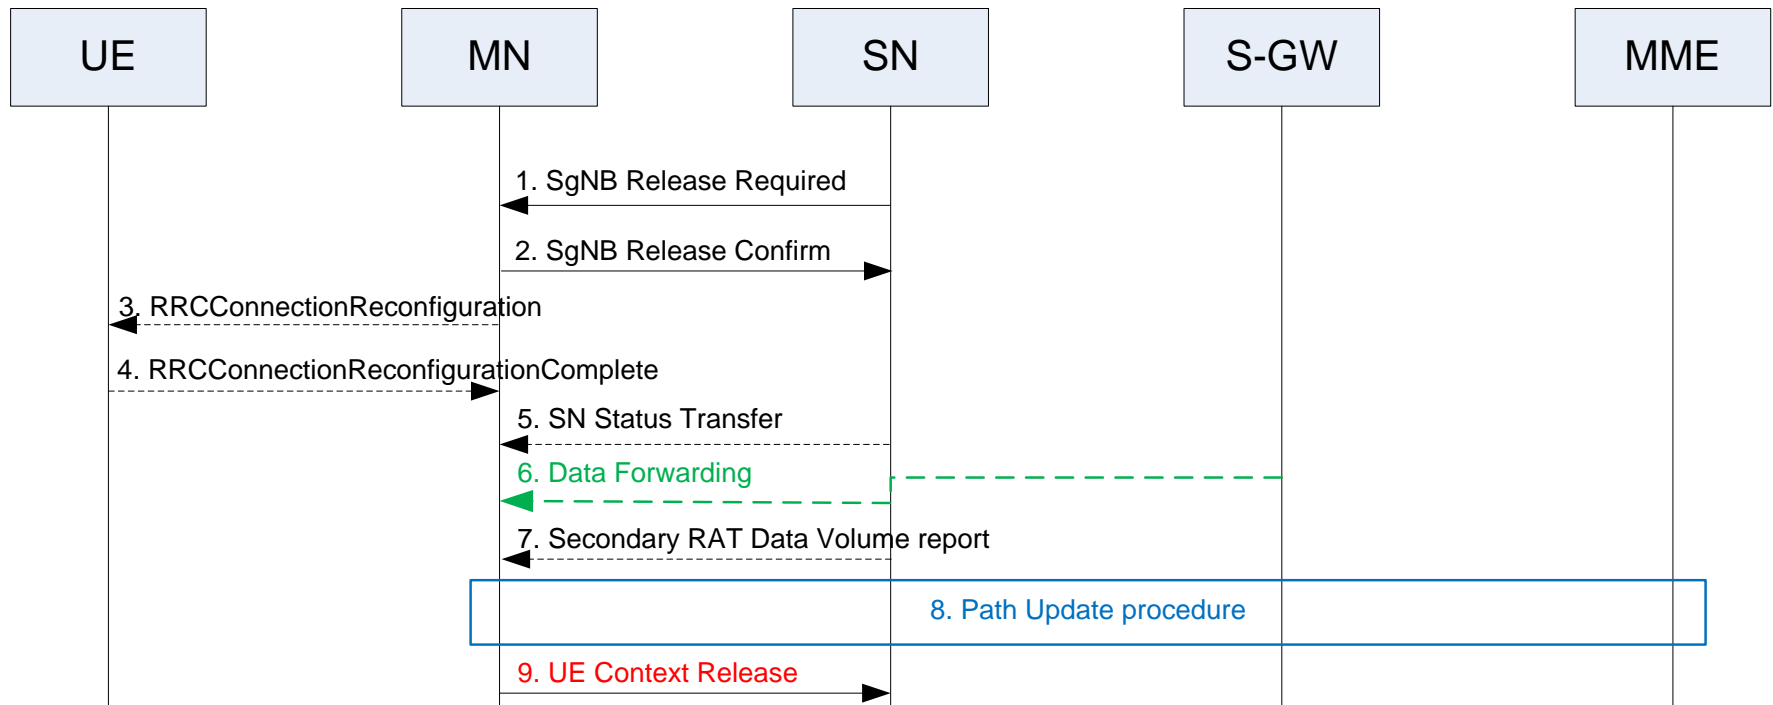 UE
MN
SN
S-GW
MME
1. SgNB Release Required
2. SgNB Release Confirm
3. RRCConnectionReconfiguration
4. RRCConnectionReconfigurationComplete
5. SN Status Transfer
6. Data Forwarding
7. Secondary RAT Data Volume report
8. Path Update procedure
9. UE Context Release